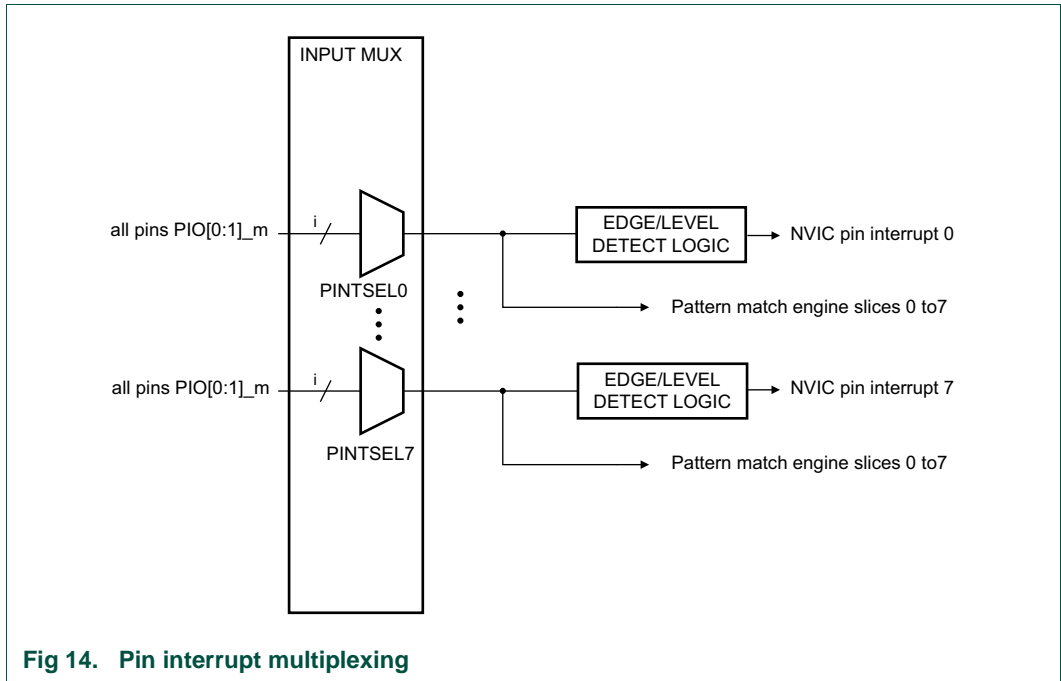 INPUT MUX
all pins PIO[0:1]_m
i
PINTSEL0
EDGE/LEVEL
DETECT LOGIC
NVIC pin interrupt 0
Pattern match engine slices 0 to7
all pins PIO[0:1]_m
i
PINTSEL7
EDGE/LEVEL
DETECT LOGIC
NVIC pin interrupt 7
Pattern match engine slices 0 to7
Fig 14. Pin interrupt multiplexing